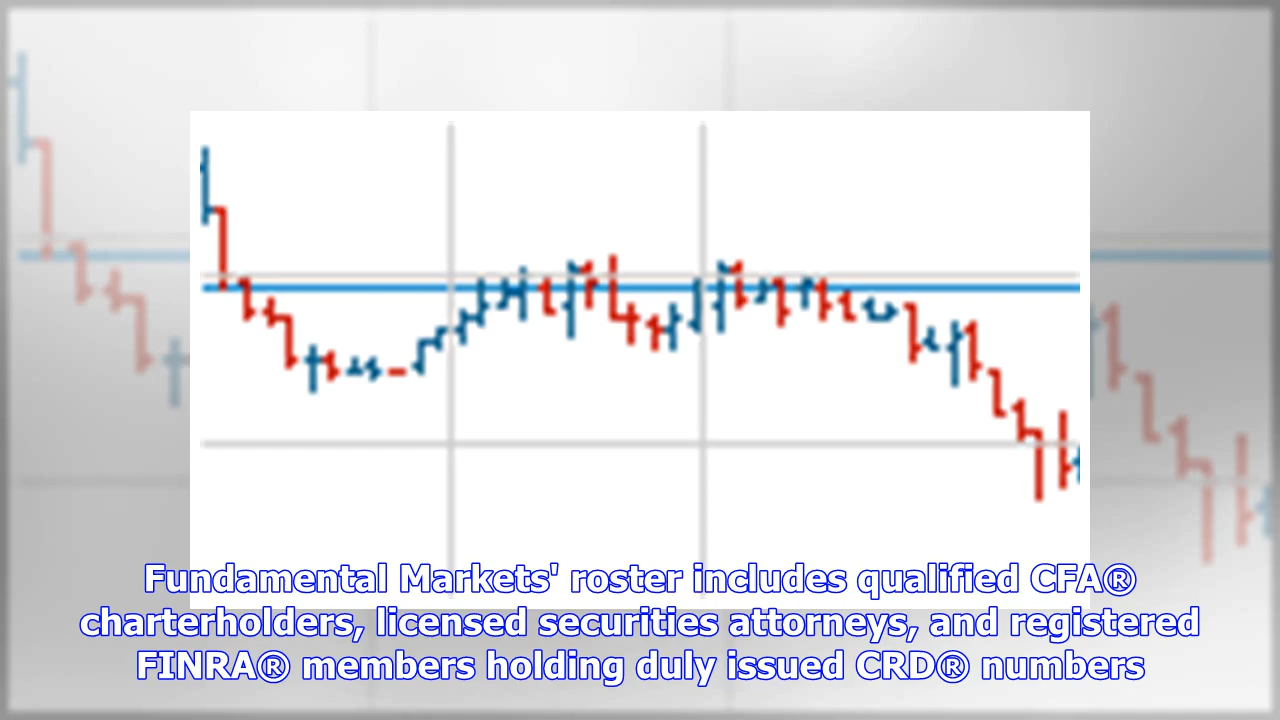 Fundamental Markets' roster includes qualified CFA®
charterholders, licensed securities attorneys, and registered
FINRA® members holding duly issued CRD® numbers